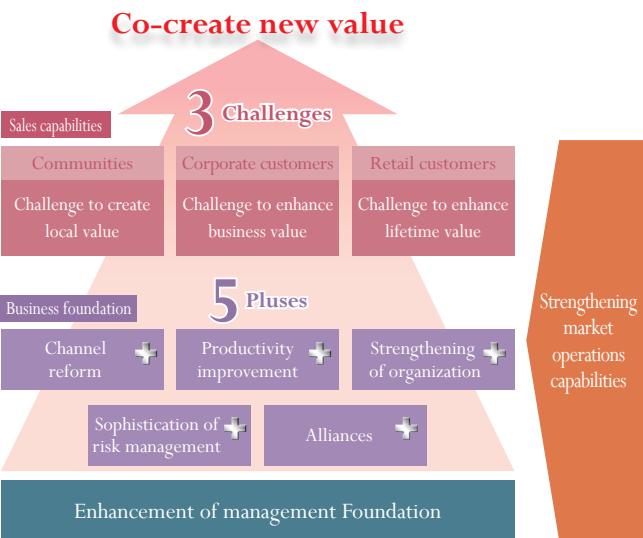 Co-create new value
3 Challenges
Sales capabilities
Communities
Challenge to create
local value
Corporate customers
Challenge to enhance
business value
Retail customers
Challenge to enhance
lifetime value
5 Pluses
Business foundation
Channel
reform
Productivity
improvement
Strengthening
of organization
Sophistication of
risk management
Alliances
Strengthening
market
operations
capabilities
Enhancement of management Foundation